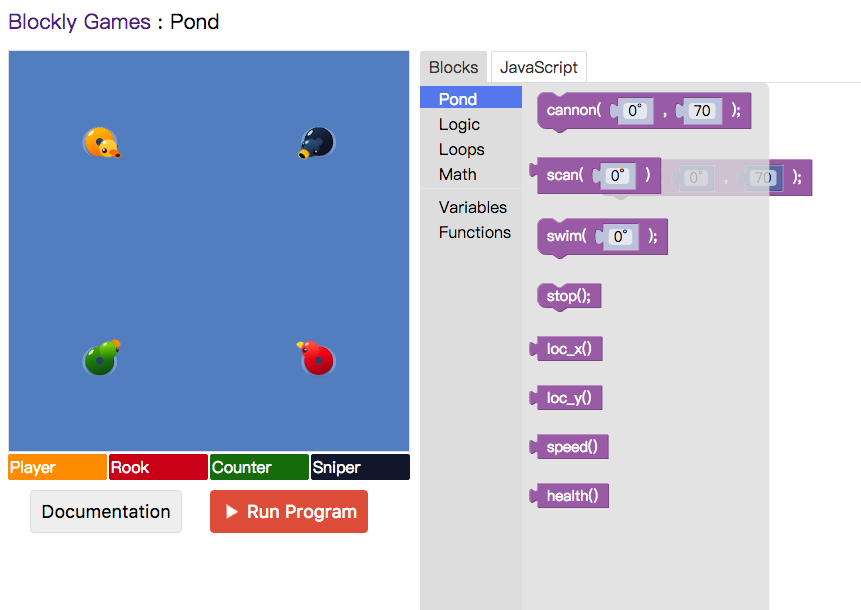 Blockly Games : Pond
Blocks
JavaScript
Pond
Logic
Loops
Math
Variables
Functions
cannon( 0° , 70 );
scan( 0° )
0° , 70 );
swim( 0° );
stop();
loc_x()
loc_y()
speed()
health()
Player
Rook
Counter
Sniper
Documentation
Run Program